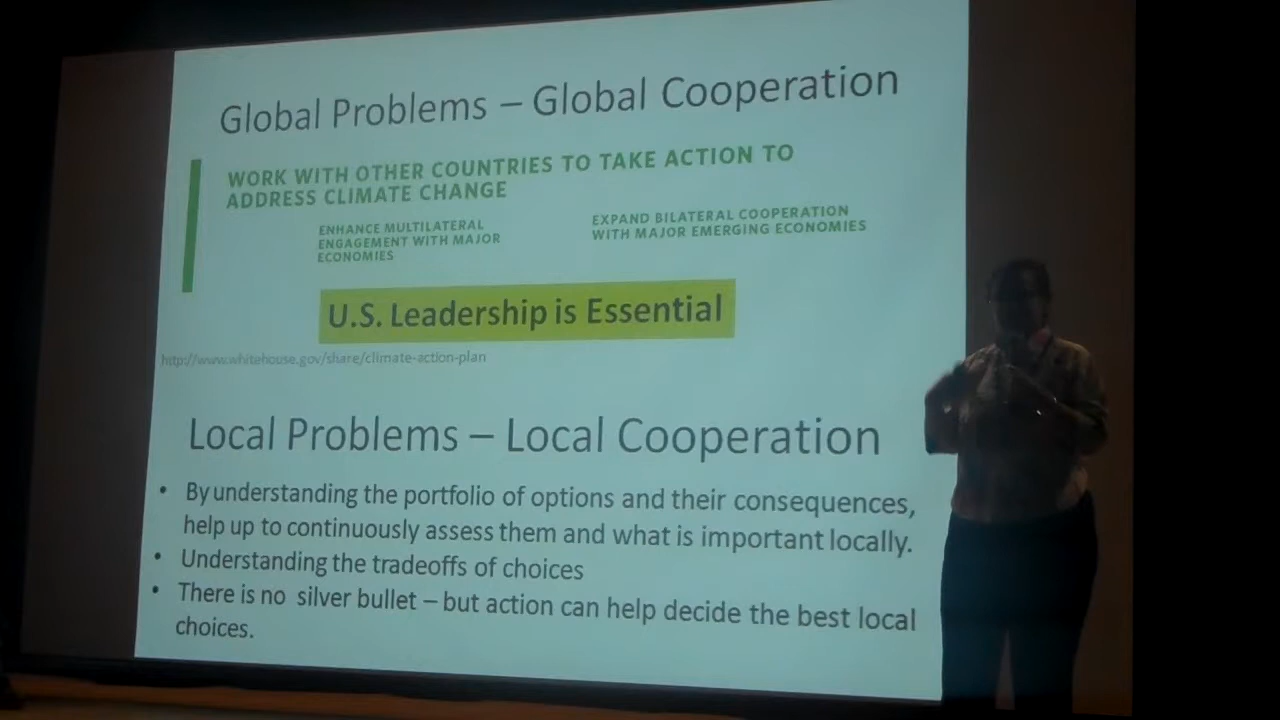 Global Problems – Global Cooperation
WORK WITH OTHER COUNTRIES TO TAKE ACTION TO
ADDRESS CLIMATE CHANGE
ENHANCE MULTILATERAL
ENGAGEMENT WITH MAJOR
ECONOMIES
EXPAND BILATERAL COOPERATION
WITH MAJOR EMERGING ECONOMIES
U.S. Leadership is Essential
http://www.whitehouse.gov/share/climate-action-plan
Local Problems – Local Cooperation
• By understanding the portfolio of options and their consequences,
help up to continuously assess them and what is important locally.
• Understanding the tradeoffs of choices
• There is no silver bullet – but action can help decide the best local
choices.